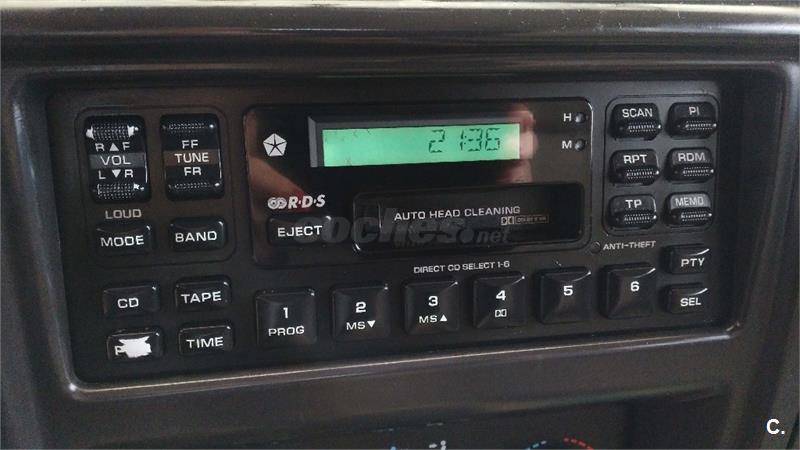 21:36
H
M
SCAN
PI
R▲F
VOL
L▼R
FF
TUNE
FR
R·D·S
AUTO HEAD CLEANING
RPT
RDM
LOUD
EJECT
coches.net
TP
MEMO
MODE
BAND
ANTI-THEFT
DIRECT CD SELECT 1-6
PTY
CD
TAPE
1
PROG
2
MS▼
3
MS▲
4
5
6
SEL
TIME
C.